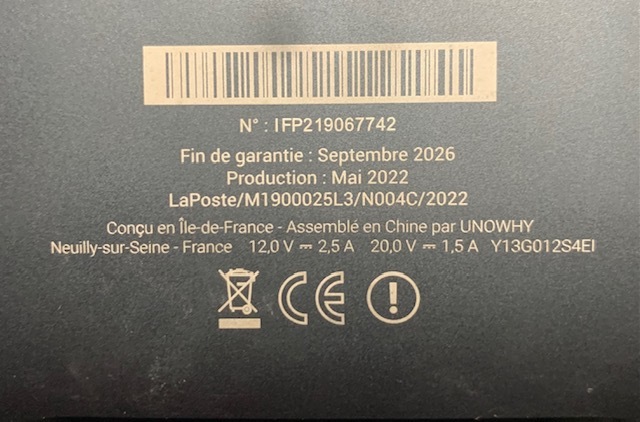 N° : IFP219067742
Fin de garantie : Septembre 2026
Production : Mai 2022
LaPoste/M1900025L3/N004C/2022
Conçu en Île-de-France - Assemblé en Chine par UNOWHY
Neuilly-sur-Seine - France 12,0 V ⎓ 2,5 A 20,0 V ⎓ 1,5 A Y13G012S4EI
CE